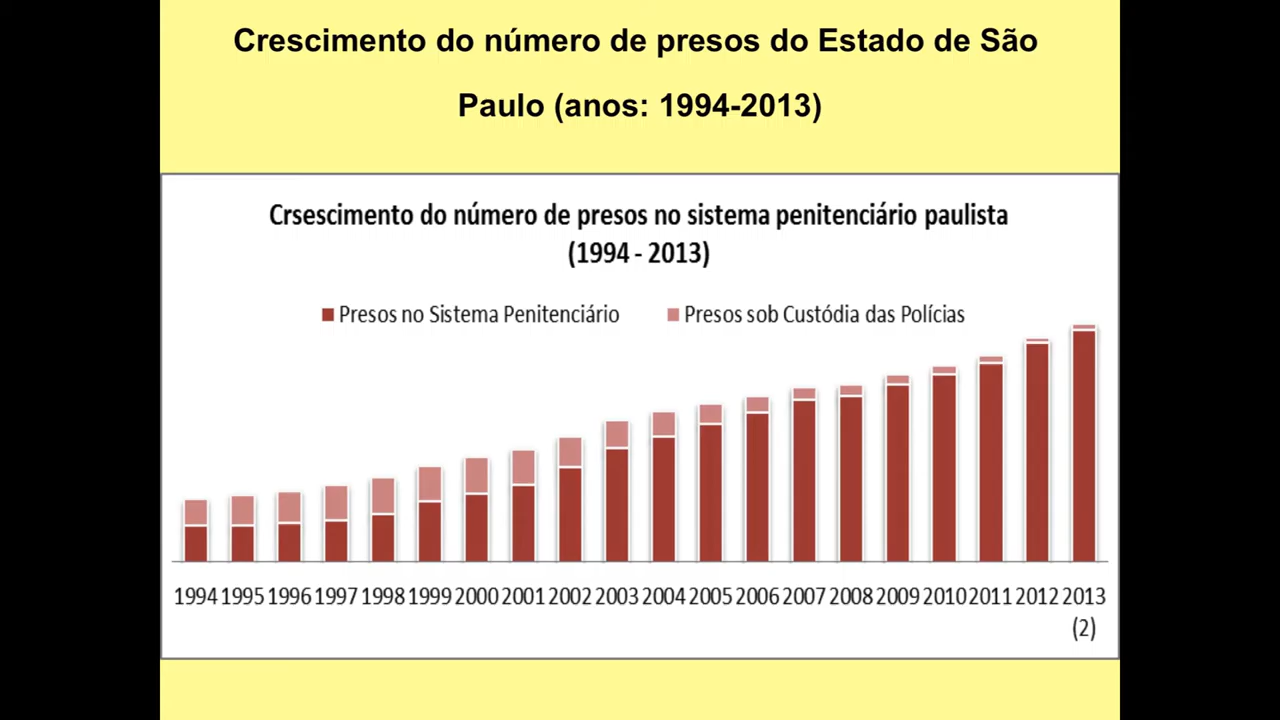 Crescimento do número de presos do Estado de São
Paulo (anos: 1994-2013)
Crsescimento do número de presos no sistema penitenciário paulista
(1994 - 2013)
Presos no Sistema Penitenciário Presos sob Custódia das Polícias
1994 1995 1996 1997 1998 1999 2000 2001 2002 2003 2004 2005 2006 2007 2008 2009 2010 2011 2012 2013
(2)